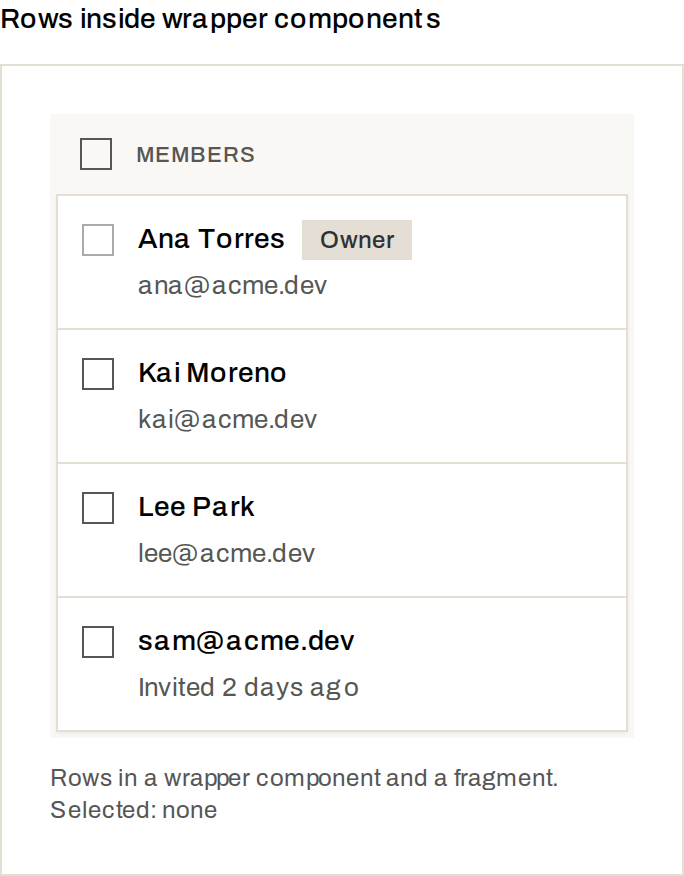 Rows inside wrapper components
MEMBERS
Ana Torres Owner
ana@acme.dev
Kai Moreno
kai@acme.dev
Lee Park
lee@acme.dev
sam@acme.dev
Invited 2 days ago
Rows in a wrapper component and a fragment.
Selected: none